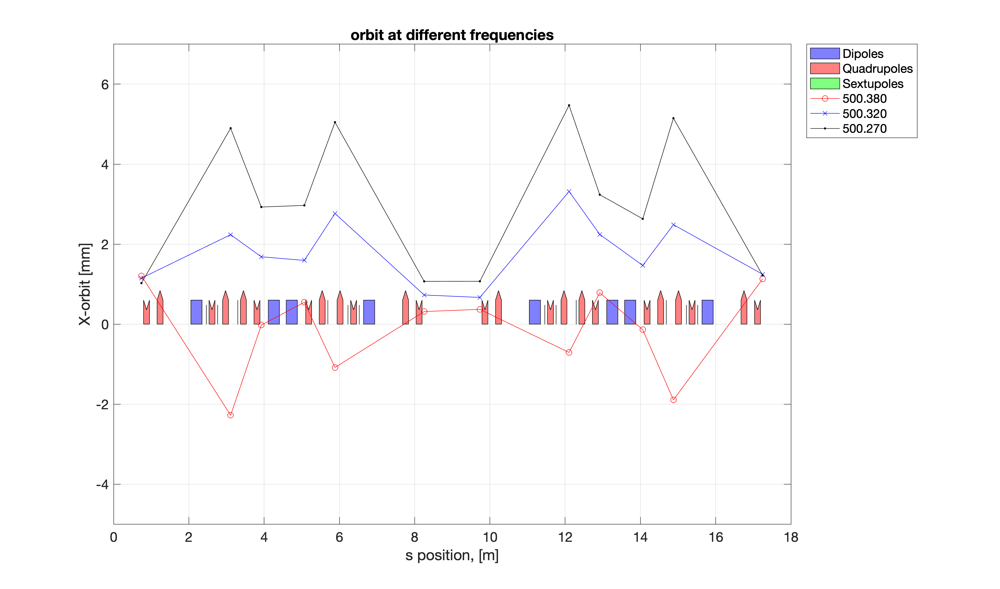 orbit at different frequencies
Dipoles
Quadrupoles
Sextupoles
500.380
500.320
500.270
X-orbit [mm]
6
4
2
0
-2
-4
0 2 4 6 8 10 12 14 16 18
s position, [m]